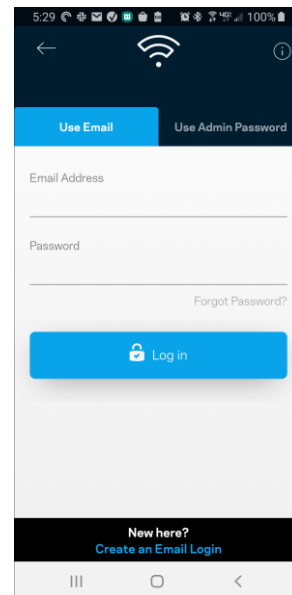 5:29 100%
Use Email Use Admin Password
Email Address
Password
Forgot Password?
Log in
New here?
Create an Email Login